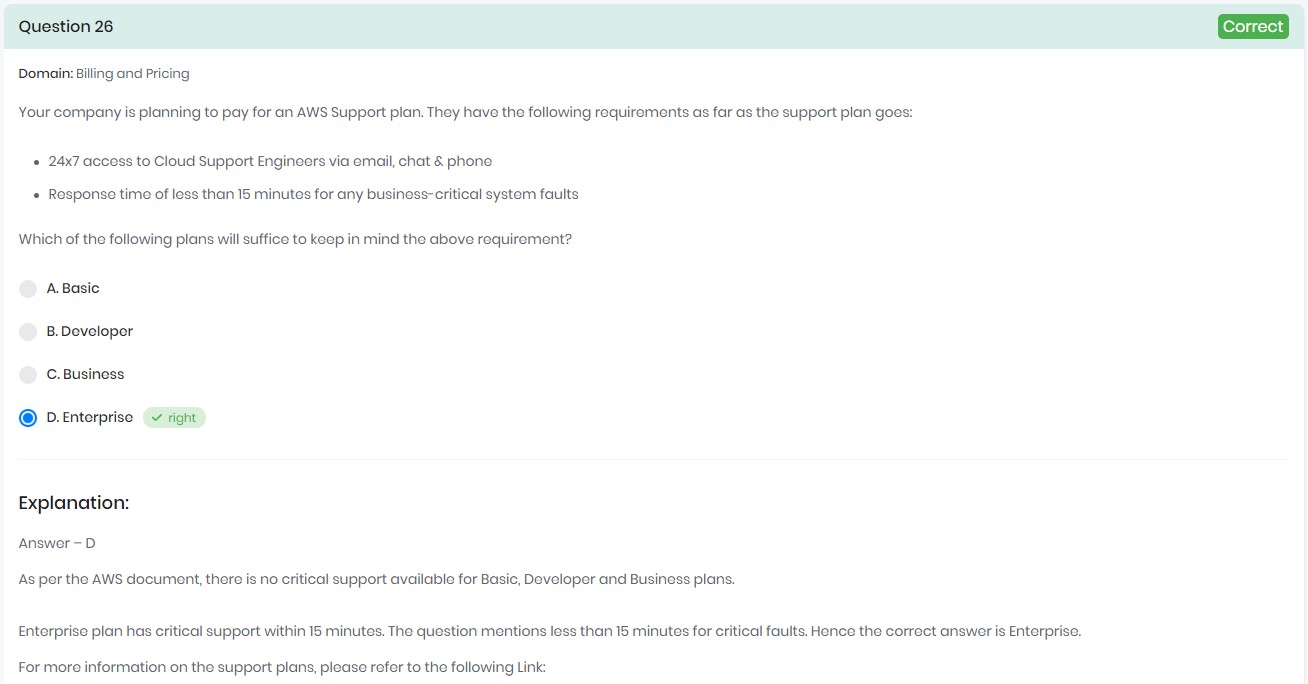 Question 26
Correct
Domain: Billing and Pricing
Your company is planning to pay for an AWS Support plan. They have the following requirements as far as the support plan goes:
24x7 access to Cloud Support Engineers via email, chat & phone
Response time of less than 15 minutes for any business-critical system faults
Which of the following plans will suffice to keep in mind the above requirement?
A. Basic
B. Developer
C. Business
D. Enterprise
right
Explanation:
Answer – D
As per the AWS document, there is no critical support available for Basic, Developer and Business plans.
Enterprise plan has critical support within 15 minutes. The question mentions less than 15 minutes for critical faults. Hence the correct answer is Enterprise.
For more information on the support plans, please refer to the following Link: